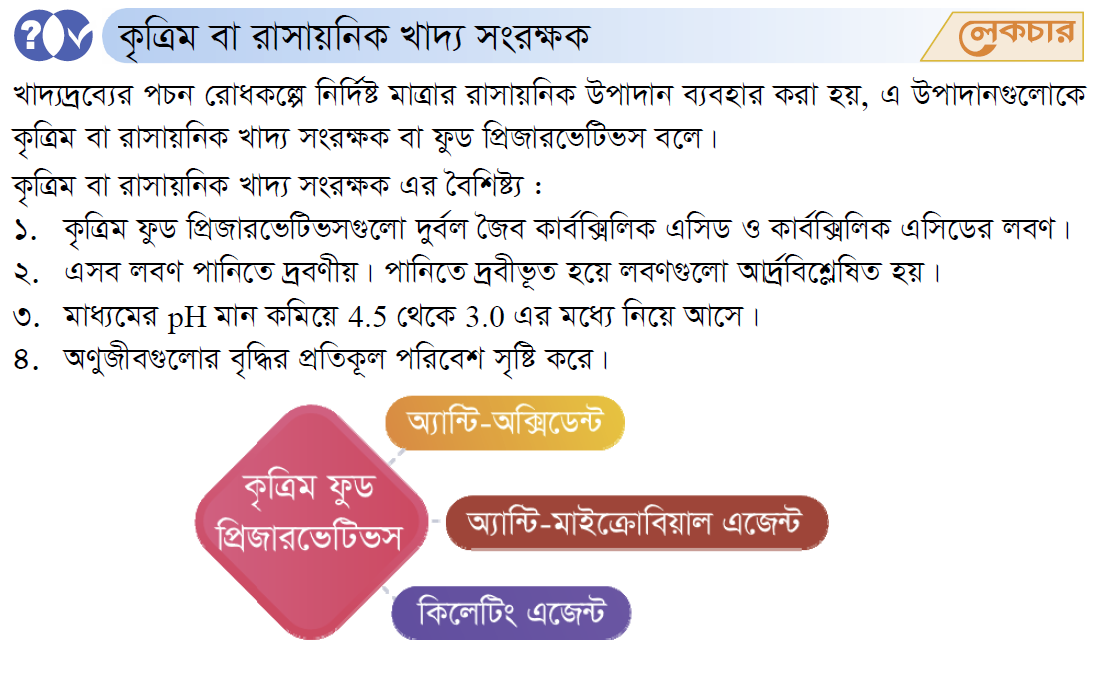 কৃত্রিম বা রাসায়নিক খাদ্য সংরক্ষক
লেকচার
খাদ্যদ্রব্যের পচন রোধকল্পে নির্দিষ্ট মাত্রার রাসায়নিক উপাদান ব্যবহার করা হয়, এ উপাদানগুলোকে
কৃত্রিম বা রাসায়নিক খাদ্য সংরক্ষক বা ফুড প্রিজারভেটিভস বলে।
কৃত্রিম বা রাসায়নিক খাদ্য সংরক্ষক এর বৈশিষ্ট্য :
১. কৃত্রিম ফুড প্রিজারভেটিভসগুলো দুর্বল জৈব কার্বক্সিলিক এসিড ও কার্বক্সিলিক এসিডের লবণ।
২. এসব লবণ পানিতে দ্রবণীয়। পানিতে দ্রবীভূত হয়ে লবণগুলো আর্দ্রবিশ্লেষিত হয়।
৩. মাধ্যমের pH মান কমিয়ে 4.5 থেকে 3.0 এর মধ্যে নিয়ে আসে।
৪. অণুজীবগুলোর বৃদ্ধির প্রতিকূল পরিবেশ সৃষ্টি করে।
অ্যান্টি-অক্সিডেন্ট
কৃত্রিম ফুড
প্রিজারভেটিভস
অ্যান্টি-মাইক্রোবিয়াল এজেন্ট
কিলেটিং এজেন্ট